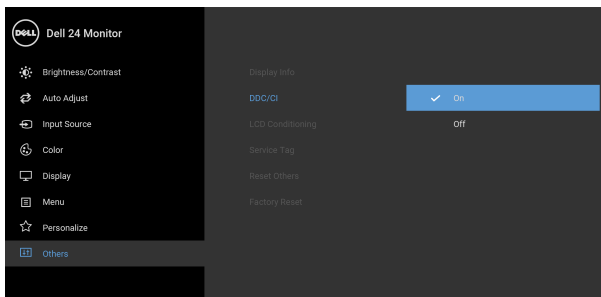 DELL
Dell 24 Monitor
Brightness/Contrast
Auto Adjust
Input Source
Color
Display
Menu
Personalize
Others
Display Info
DDC/CI
LCD Conditioning
Service Tag
Reset Others
Factory Reset
On
Off